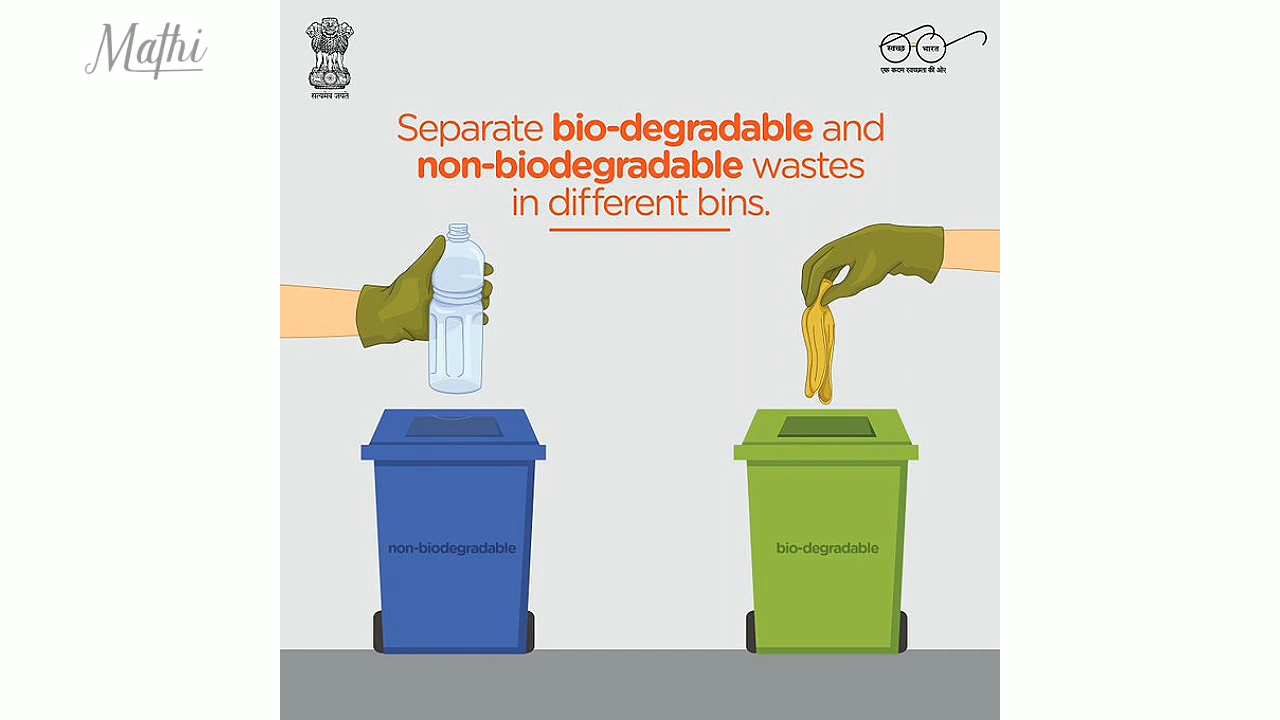 Mathi
सत्यमेव जयते
स्वच्छ भारत
एक कदम स्वच्छता की ओर
Separate bio-degradable and
non-biodegradable wastes
in different bins.
non-biodegradable
bio-degradable